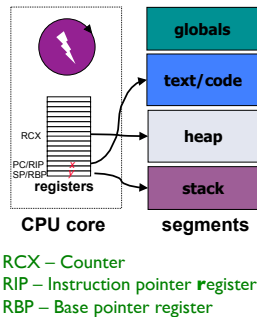 globals
text/code
RCX
heap
PC/RIP x
SP/RBP y
registers
stack
CPU core
segments
RCX – Counter
RIP – Instruction pointer register
RBP – Base pointer register